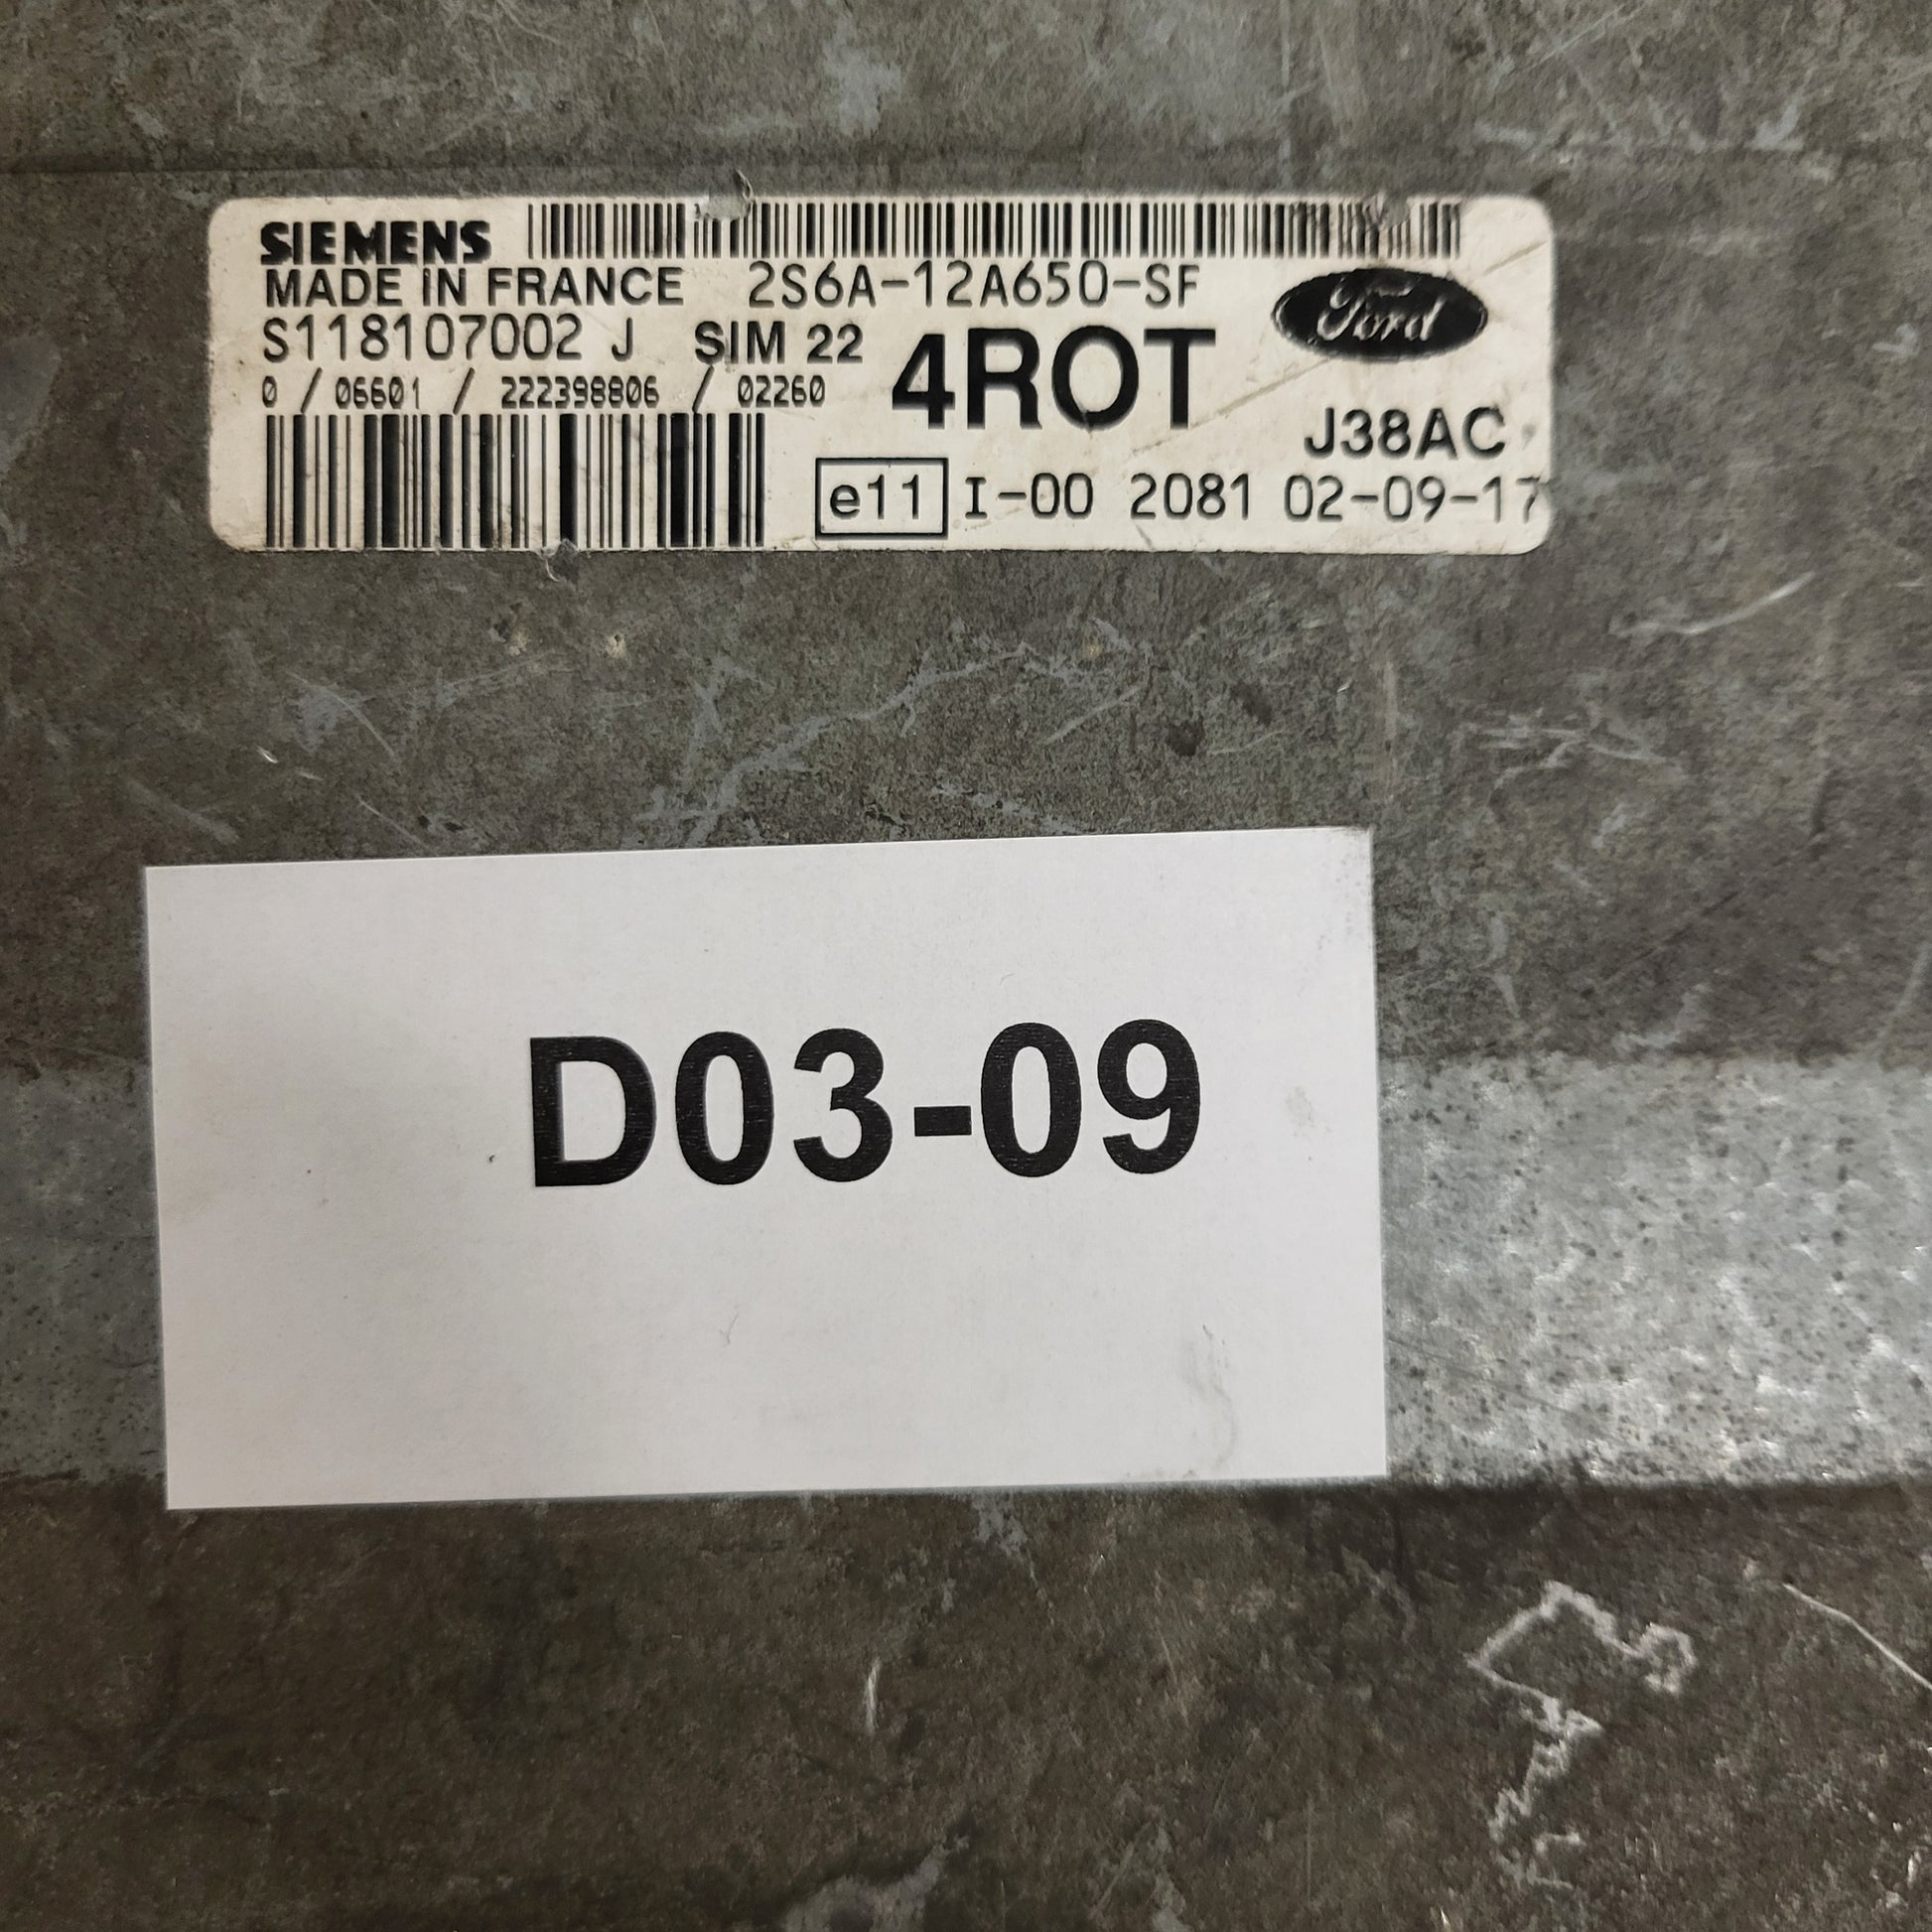 SIEMENS
MADE IN FRANCE 2S6A-12A650-SF
Ford
S118107002 J SIM 22 4ROT
0 / 06601 / 222398806 / 02260
J38AC
e11 I-00 2081 02-09-17
D03-09